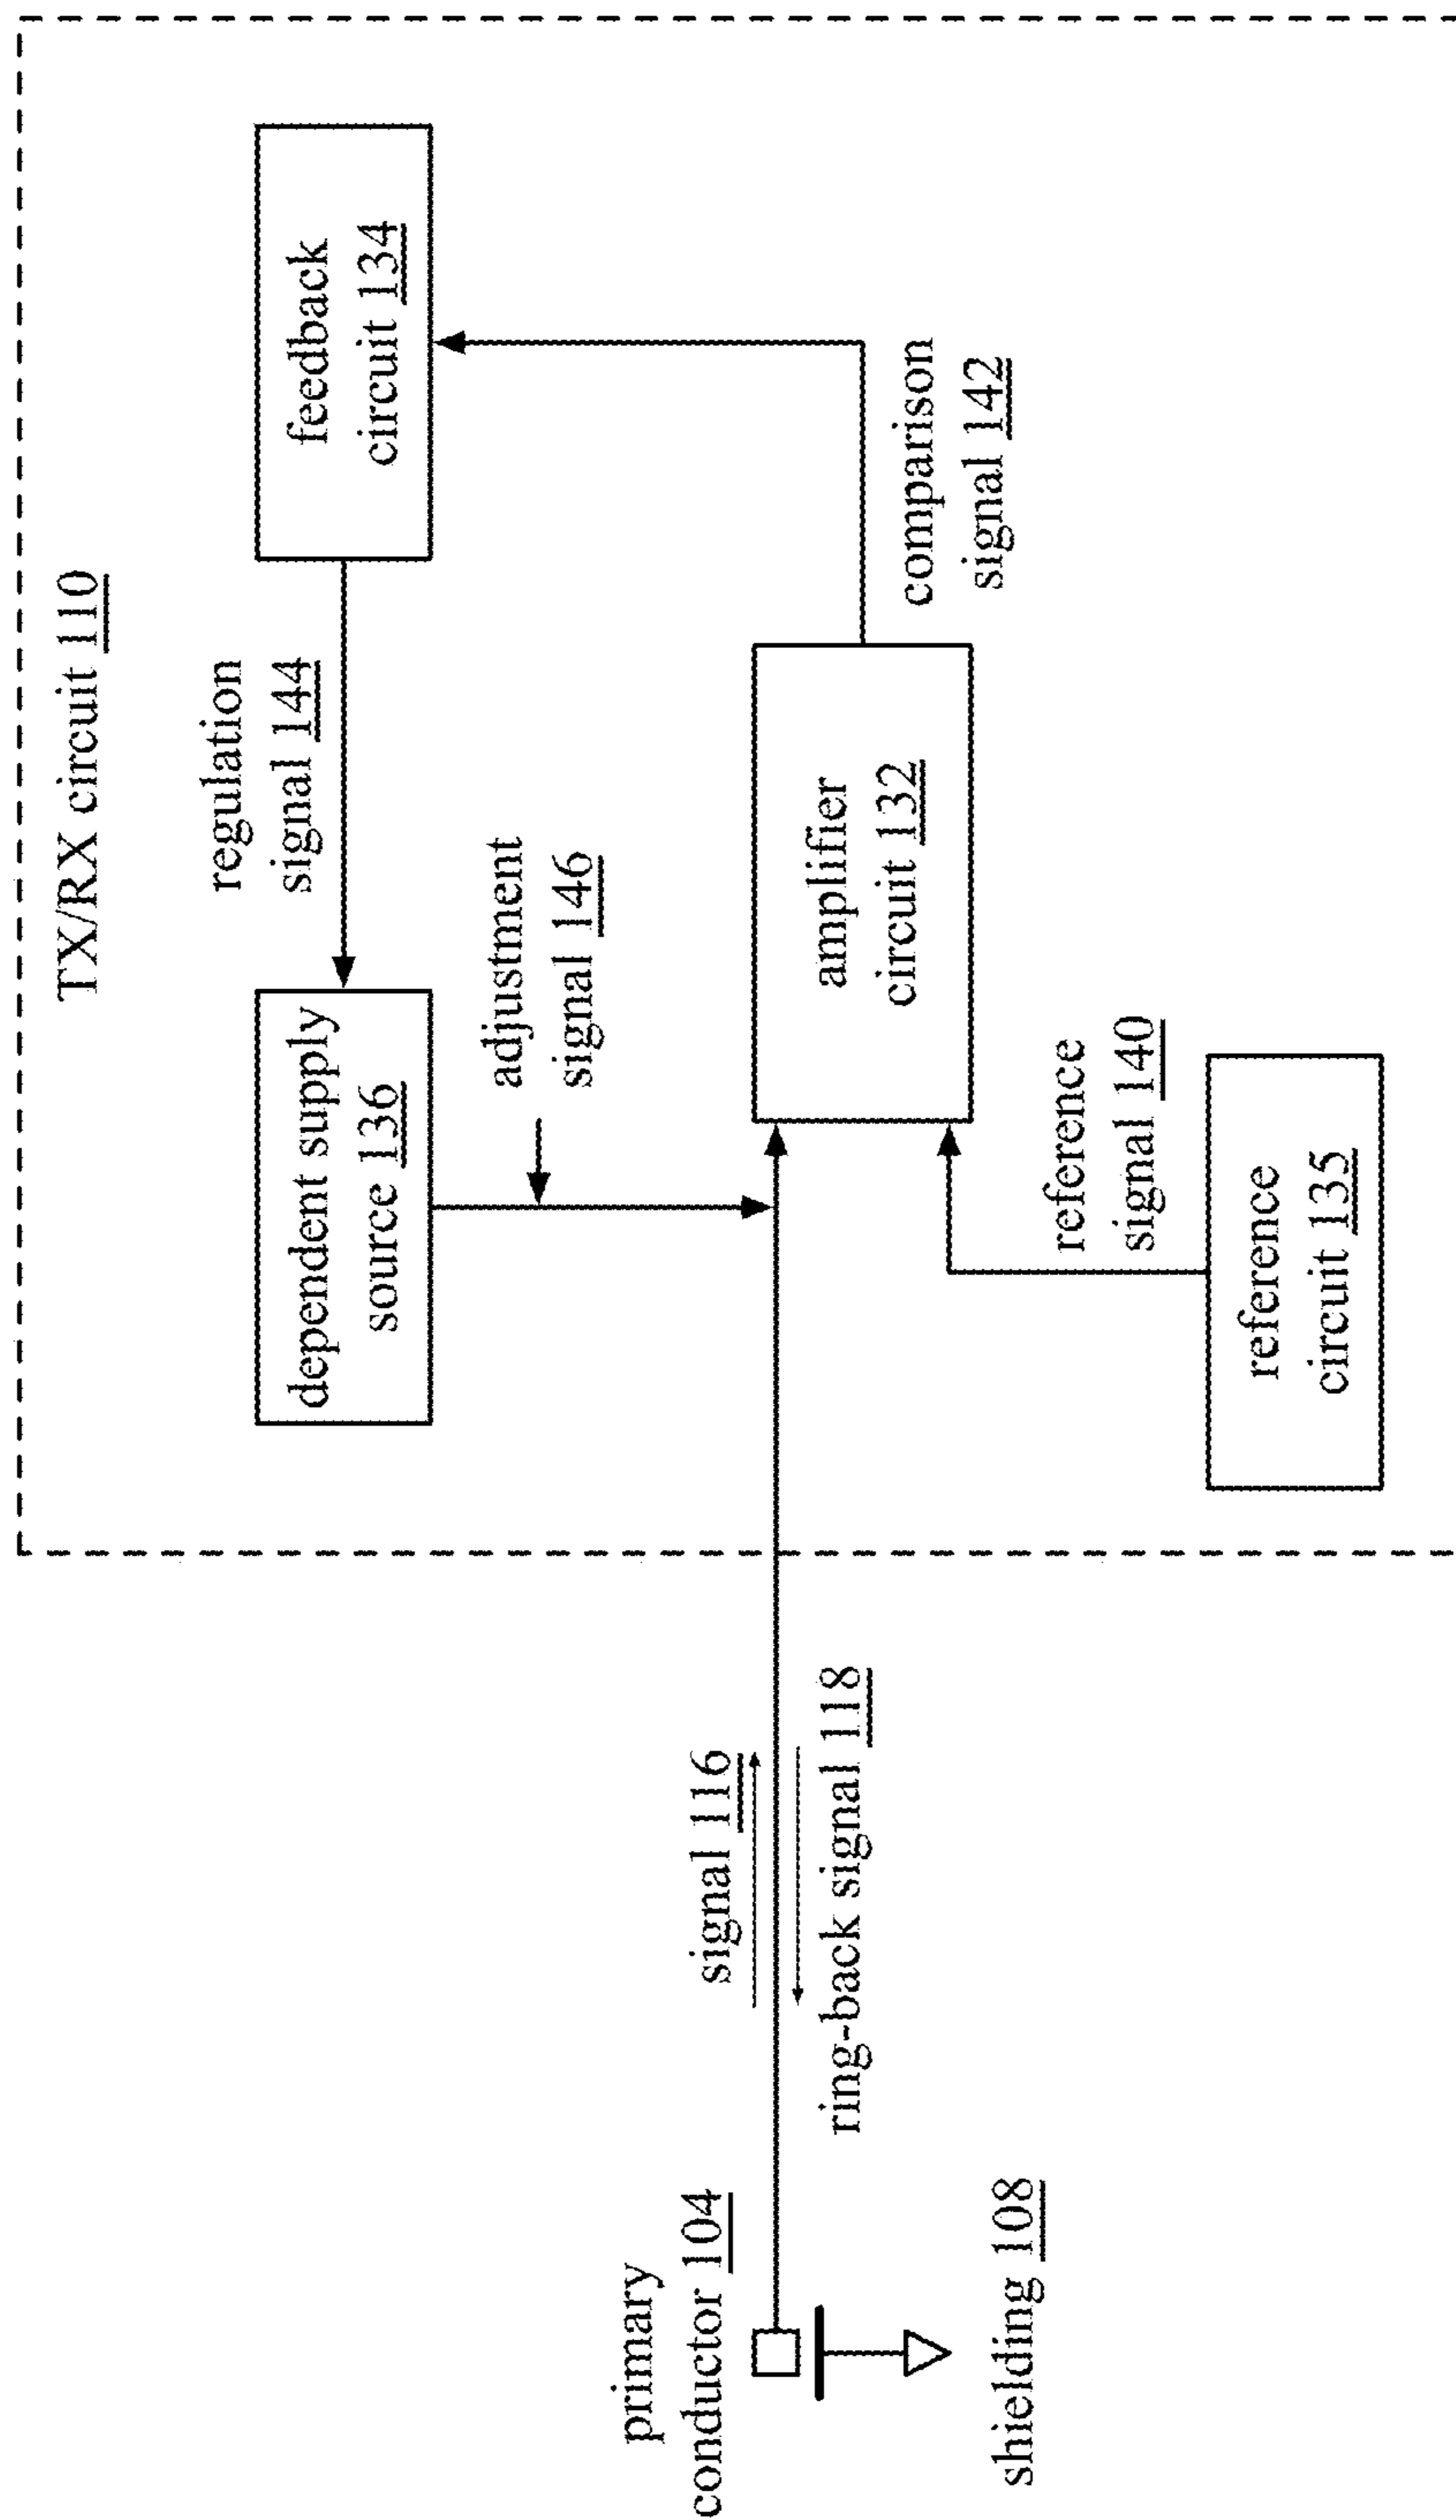 TX/RX circuit 110
dependent supply
source 136
regulation
signal 144
feedback
circuit 134
adjustment
signal 146
primary
conductor 104
signal 116
ring-back signal 118
shielding 108
amplifier
circuit 132
comparison
signal 142
reference
signal 140
reference
circuit 135